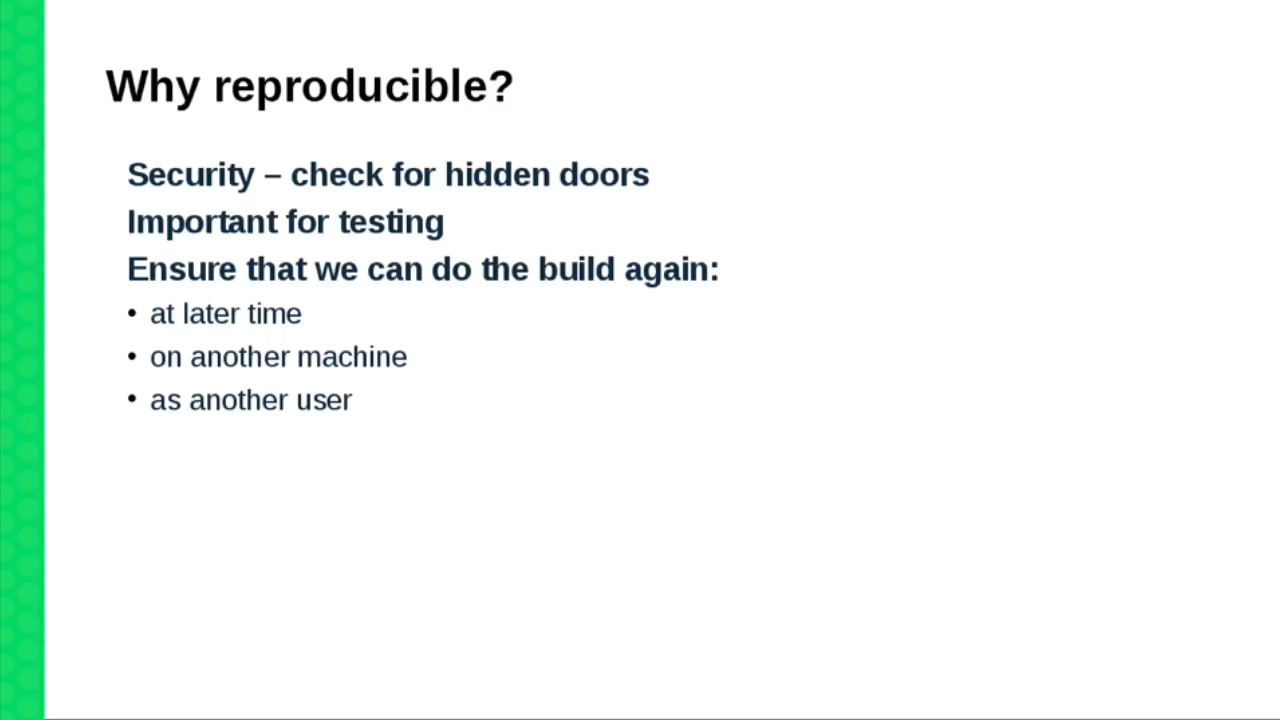 Why reproducible?
Security – check for hidden doors
Important for testing
Ensure that we can do the build again:
• at later time
• on another machine
• as another user